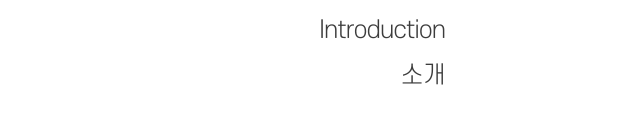 Introduction
소개